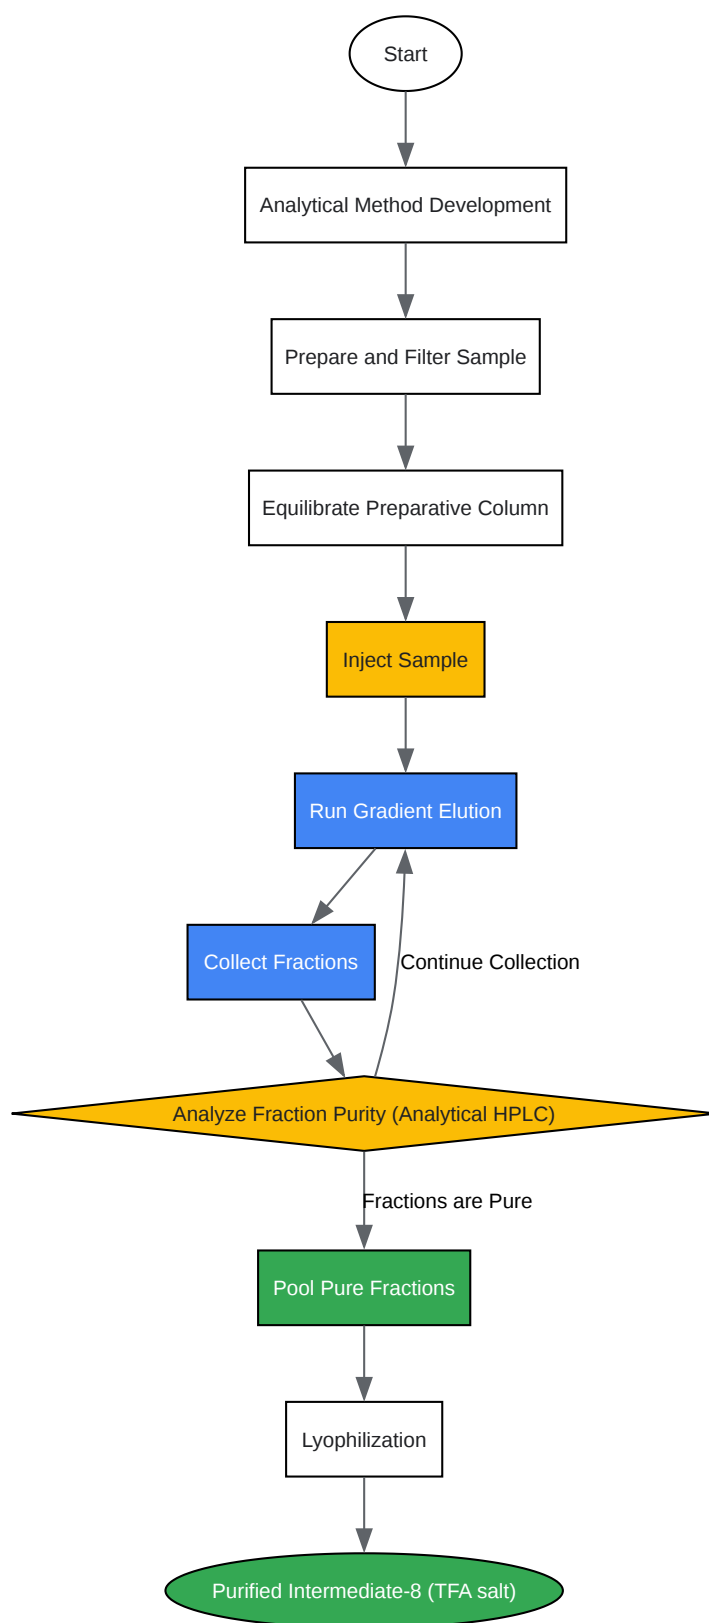 Start
Analytical Method Development
Prepare and Filter Sample
Equilibrate Preparative Column
Inject Sample
Run Gradient Elution
Collect Fractions
Continue Collection
Analyze Fraction Purity (Analytical HPLC)
Fractions are Pure
Pool Pure Fractions
Lyophilization
Purified Intermediate-8 (TFA salt)